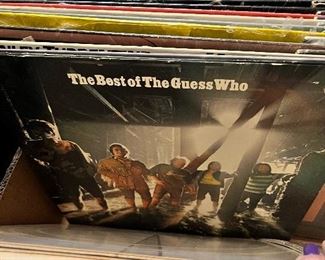 The Best of The Guess Who